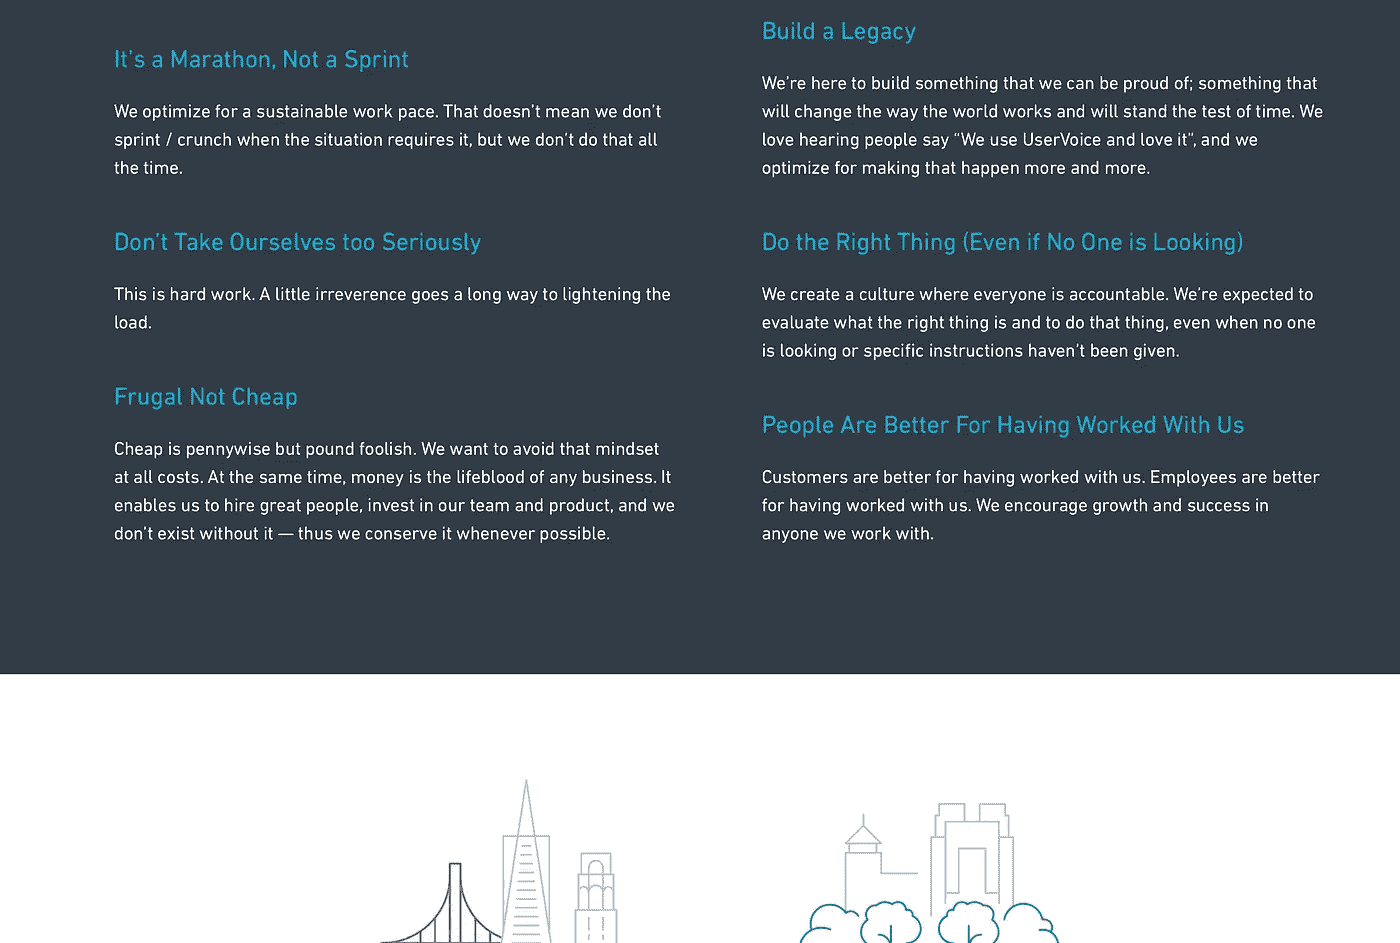 It's a Marathon, Not a Sprint
We optimize for a sustainable work pace. That doesn't mean we don't
sprint / crunch when the situation requires it, but we don't do that all
the time.
Don't Take Ourselves too Seriously
This is hard work. A little irreverence goes a long way to lightening the
load.
Frugal Not Cheap
Cheap is pennywise but pound foolish. We want to avoid that mindset
at all costs. At the same time, money is the lifeblood of any business. It
enables us to hire great people, invest in our team and product, and we
don't exist without it — thus we conserve it whenever possible.
Build a Legacy
We're here to build something that we can be proud of; something that
will change the way the world works and will stand the test of time. We
love hearing people say "We use UserVoice and love it", and we
optimize for making that happen more and more.
Do the Right Thing (Even if No One is Looking)
We create a culture where everyone is accountable. We're expected to
evaluate what the right thing is and to do that thing, even when no one
is looking or specific instructions haven't been given.
People Are Better For Having Worked With Us
Customers are better for having worked with us. Employees are better
for having worked with us. We encourage growth and success in
anyone we work with.